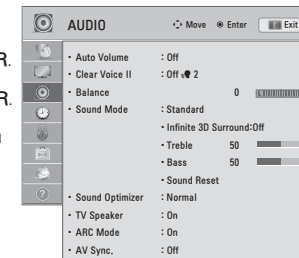 AUDIO Move Enter Exit
R.
• Auto Volume : Off
• Clear Voice II : Off 2
• Balance 0
R.
• Sound Mode : Standard
• Infinite 3D Surround:Off
• Treble 50
• Bass 50
• Sound Reset
?
• Sound Optimizer : Normal
• TV Speaker : On
• ARC Mode : On
• AV Sync. : Off